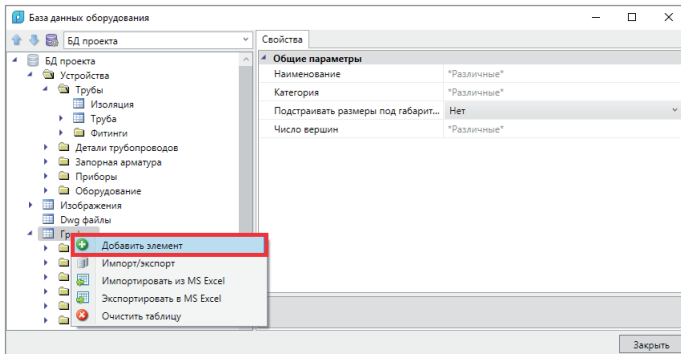 База данных оборудования
БД проекта
Свойства
БД проекта
Устройства
Трубы
Изоляция
Труба
Фитинги
Детали трубопроводов
Запорная арматура
Приборы
Оборудование
Изображения
Dwg файлы
Общие параметры
Наименование *Различные*
Категория *Различные*
Подстраивать размеры под габарит... Нет
Число вершин *Различные*
Добавить элемент
Импорт/экспорт
Импортировать из MS Excel
Экспортировать в MS Excel
Очистить таблицу
Закрыть